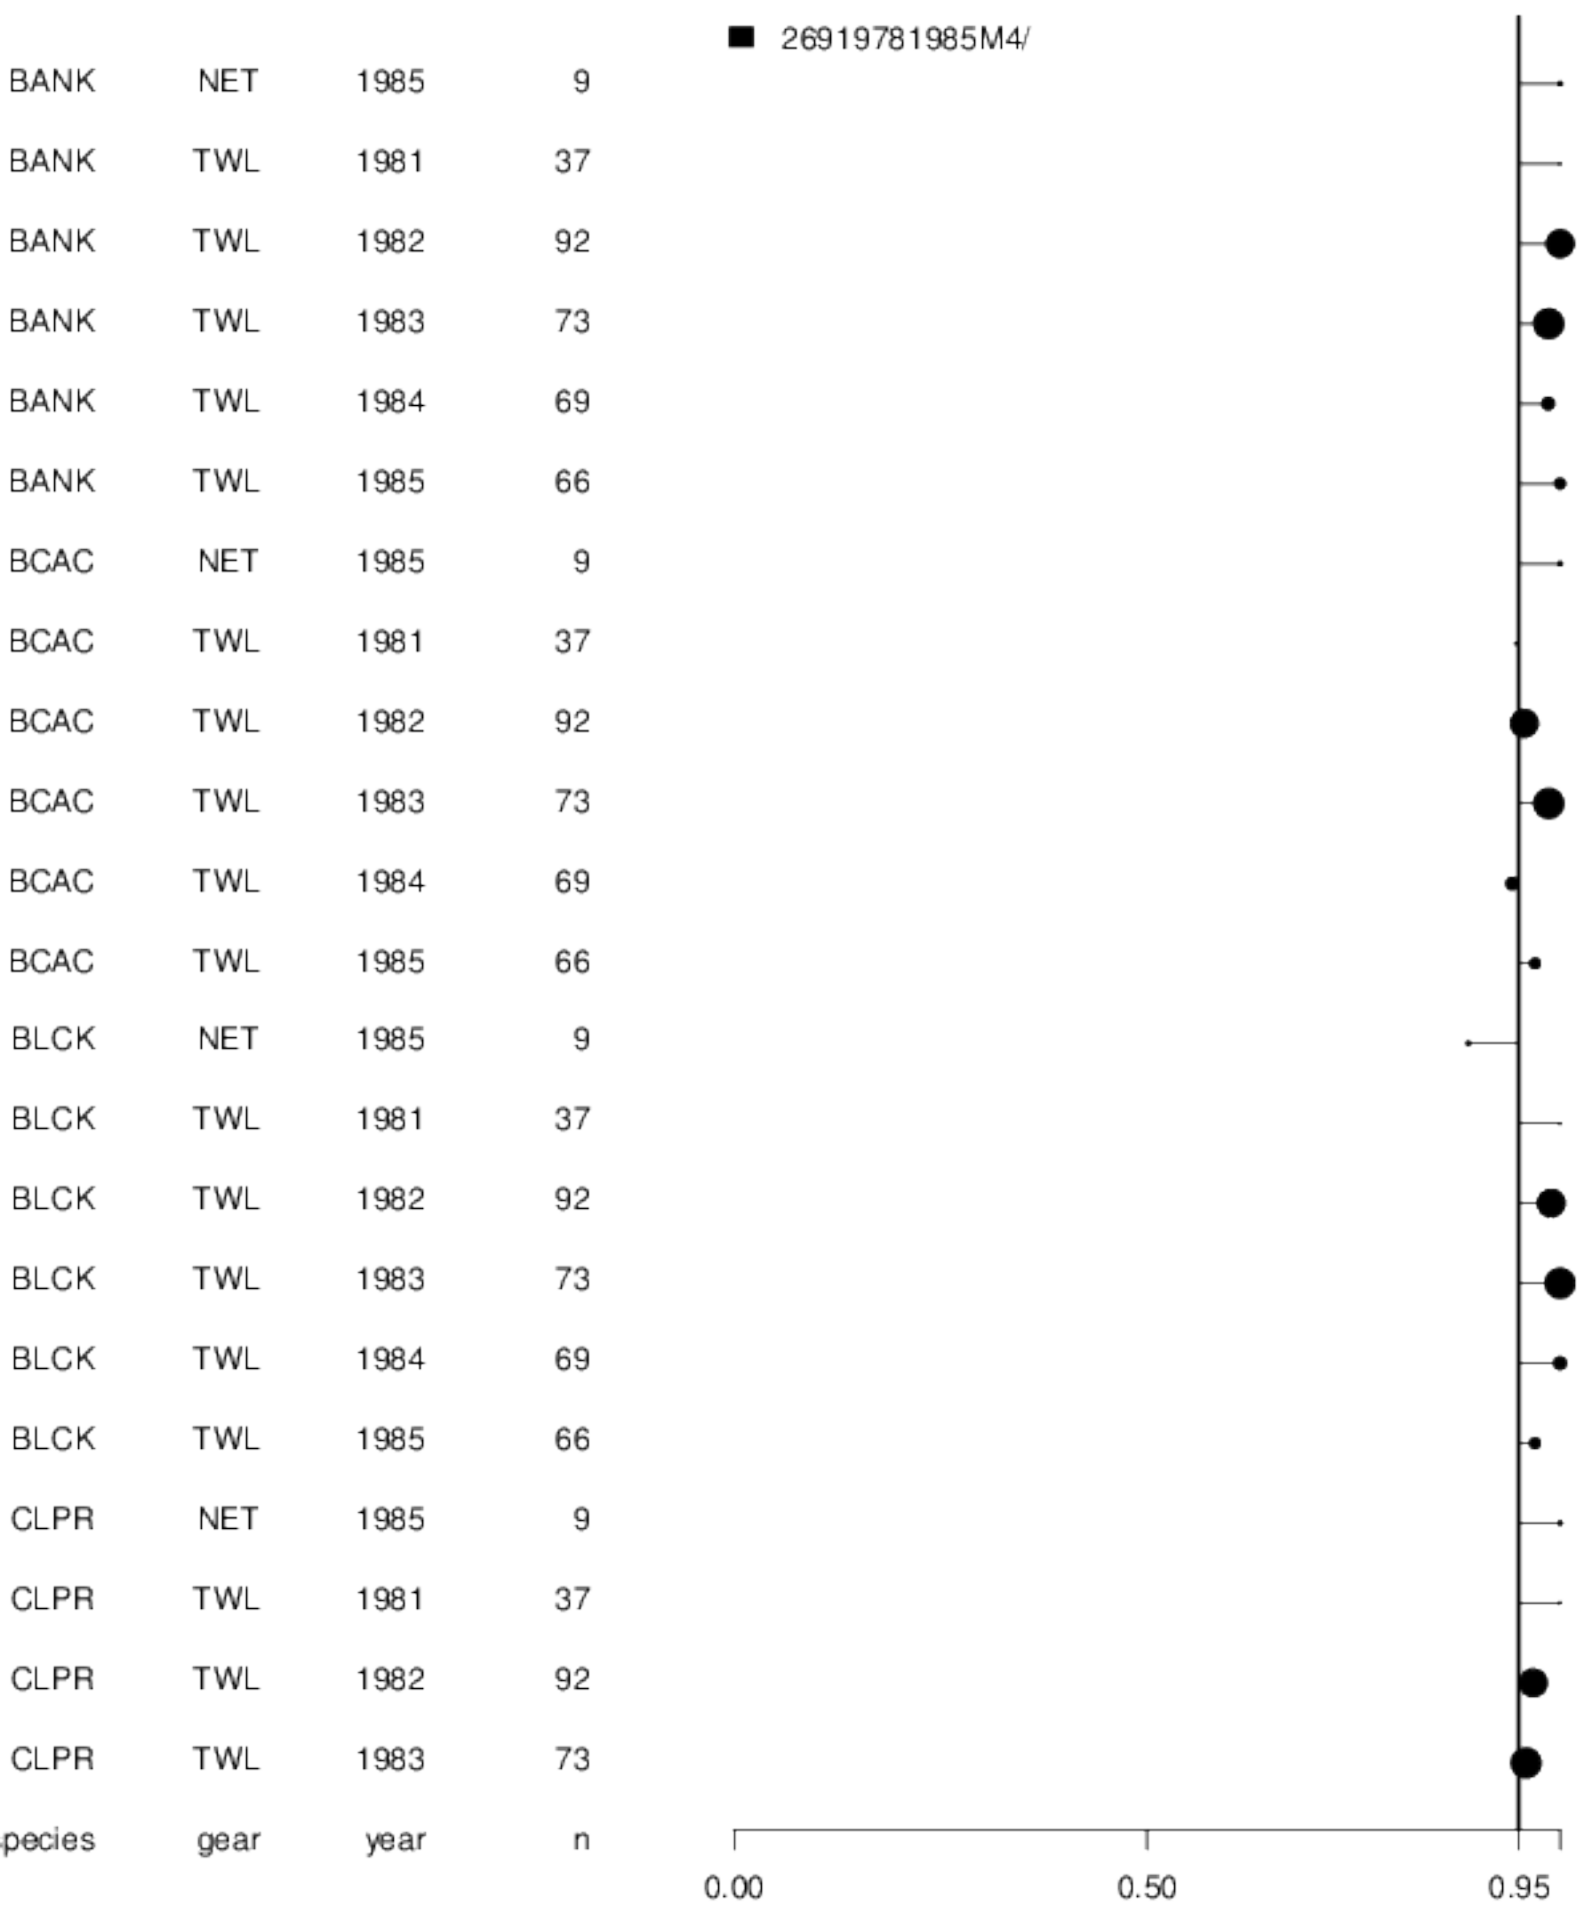 26919781985M4/
BANK NET 1985 9
BANK TWL 1981 37
BANK TWL 1982 92
BANK TWL 1983 73
BANK TWL 1984 69
BANK TWL 1985 66
BCAC NET 1985 9
BCAC TWL 1981 37
BCAC TWL 1982 92
BCAC TWL 1983 73
BCAC TWL 1984 69
BCAC TWL 1985 66
BLCK NET 1985 9
BLCK TWL 1981 37
BLCK TWL 1982 92
BLCK TWL 1983 73
BLCK TWL 1984 69
BLCK TWL 1985 66
CLPR NET 1985 9
CLPR TWL 1981 37
CLPR TWL 1982 92
CLPR TWL 1983 73
pecies gear year n
0.00 0.50 0.95